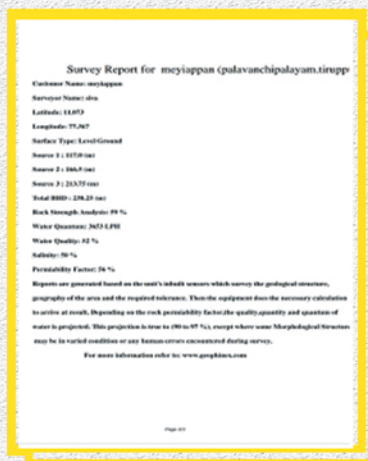 Survey Report for meyiappan (palavanchipalayam.tirupp
Customer Name: meyiappan
Surveyor Name: siva
Latitude: 11.073
Longitude: 77.367
Surface Type: Level Ground
Source 1 : 117.0 (m)
Source 2 : 166.5 (m)
Source 3 : 213.75 (m)
Total BHD : 238.25 (m)
Rock Strength Analysis: 59 %
Water Quantum: 3653 LPH
Water Quality: 52 %
Salinity: 50 %
Permiability Factor: 56 %
Reports are generated based on the unit's inbuilt sensors which survey the geological structure,
geography of the area and the required tolerance. Then the equipment does the necessary calculation
to arrive at result. Depending on the rock permiability factor,the quality,quantity and quantum of
water is projected. This projection is true to (90 to 97 %), except where some Morphological Structure
may be in varied condition or any human errors encountered during survey.
For more information refer to: www.geophinex.com